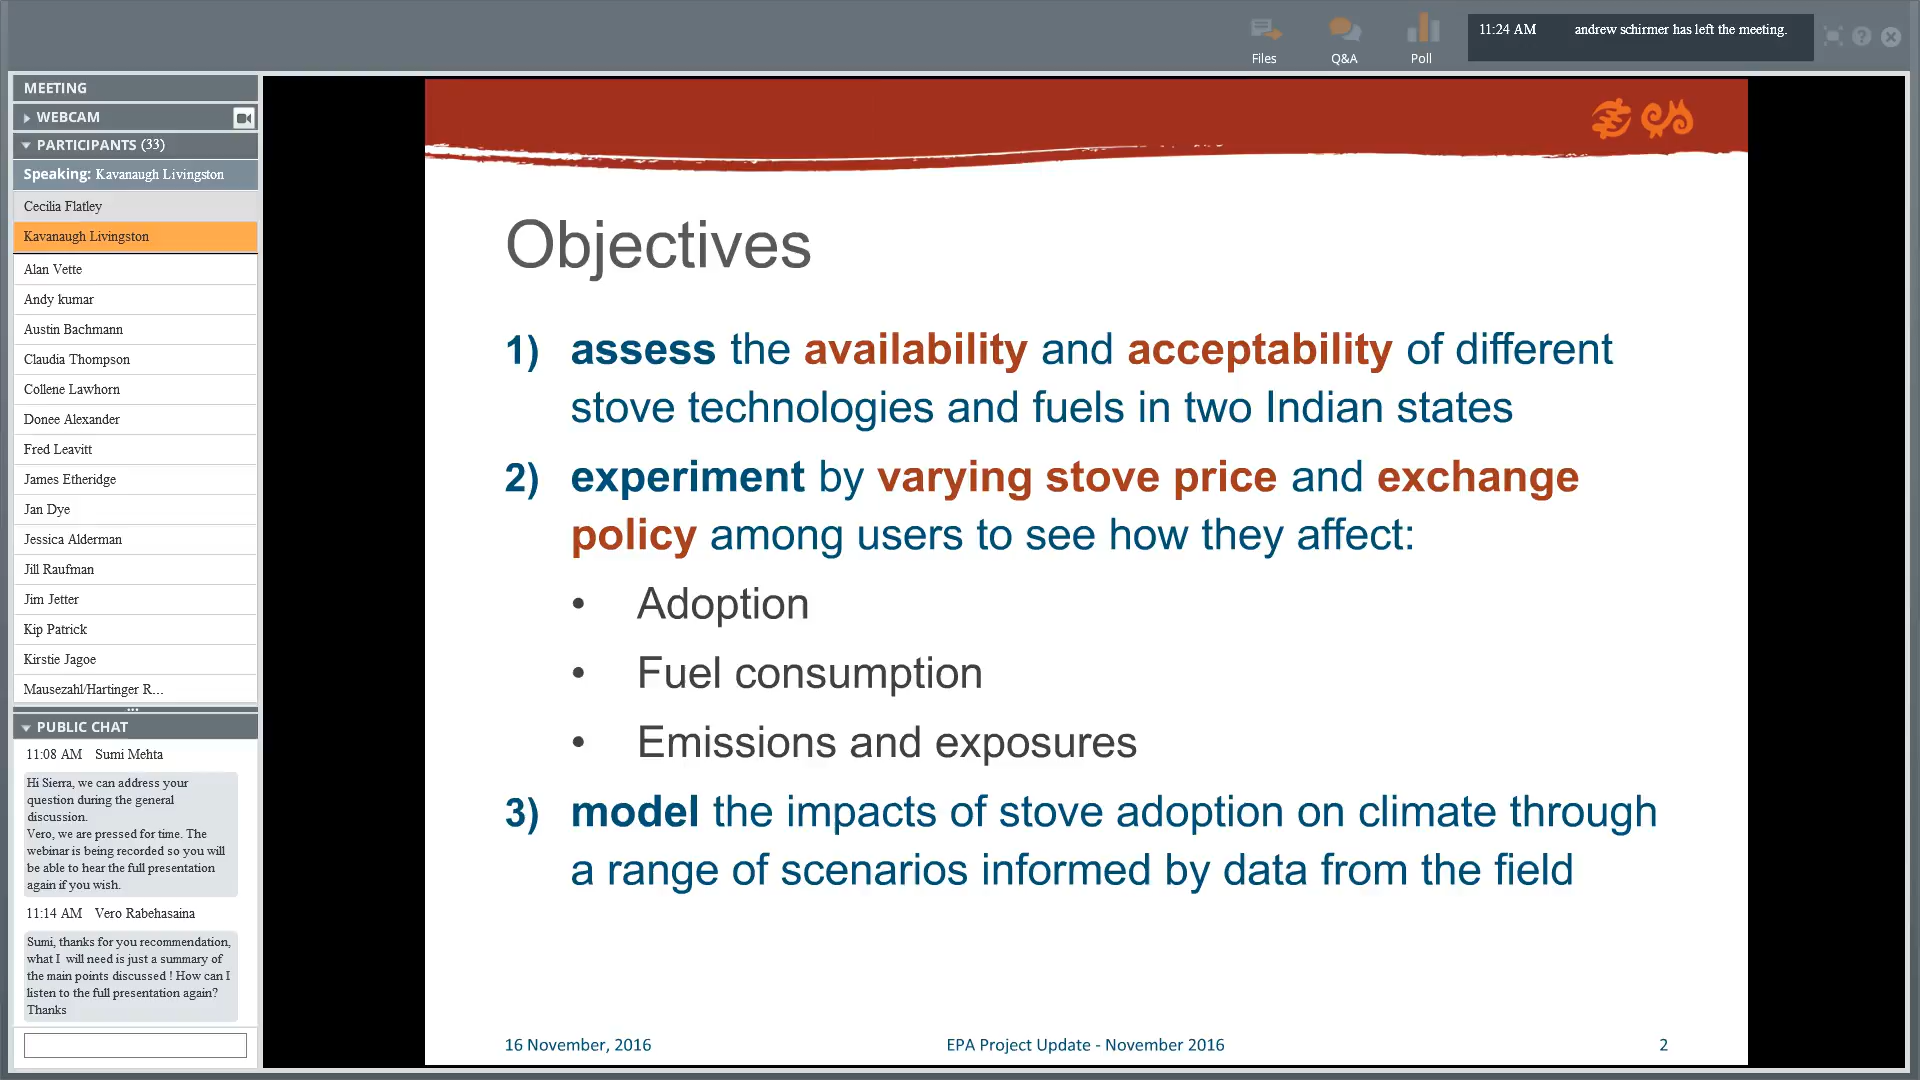 Files
Q&A
Poll
11:24 AM andrew schirmer has left the meeting.
MEETING
WEBCAM
PARTICIPANTS (33)
Speaking: Kavanaugh Livingston
Cecilia Flatley
Kavanaugh Livingston
Alan Vette
Andy kumar
Austin Bachmann
Claudia Thompson
Collene Lawhorn
Donee Alexander
Fred Leavitt
James Etheridge
Jan Dye
Jessica Alderman
Jill Raufman
Jim Jetter
Kip Patrick
Kirstie Jagoe
Mausezahl/Hartinger R...
PUBLIC CHAT
11:08 AM Sumi Mehta
Hi Sierra, we can address your
question during the general
discussion.
Vero, we are pressed for time. The
webinar is being recorded so you will
be able to hear the full presentation
again if you wish.
11:14 AM Vero Rabehasaina
Sumi, thanks for you recommendation,
what I will need is just a summary of
the main points discussed ! How can I
listen to the full presentation again?
Thanks
Objectives
1) assess the availability and acceptability of different
stove technologies and fuels in two Indian states
2) experiment by varying stove price and exchange
policy among users to see how they affect:
• Adoption
• Fuel consumption
• Emissions and exposures
3) model the impacts of stove adoption on climate through
a range of scenarios informed by data from the field
16 November, 2016
EPA Project Update - November 2016
2